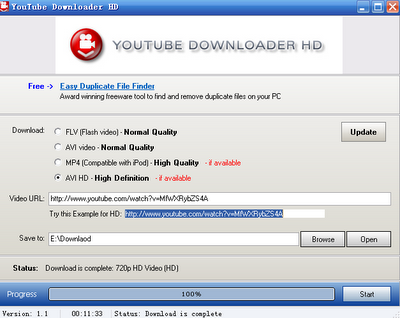 YouTube Downloader HD
YOUTUBE DOWNLOADER HD
Free -> Easy Duplicate File Finder
Award winning freeware tool to find and remove duplicate files on your PC
Download: FLV (Flash video) - Normal Quality
Update
AVI video - Normal Quality
MP4 (Compatible with iPod) - High Quality - if available
AVI HD - High Definition - if available
Video URL: http://www.youtube.com/watch?v=MfWXRybZS4A
Try this Example for HD: http://www.youtube.com/watch?v=MfWXRybZS4A
Save to: E:\Downlaod Browse Open
Status: Download is complete: 720p HD Video (HD)
Progress 100% Start
Version: 1.1 00:11:33 Status: Download is complete